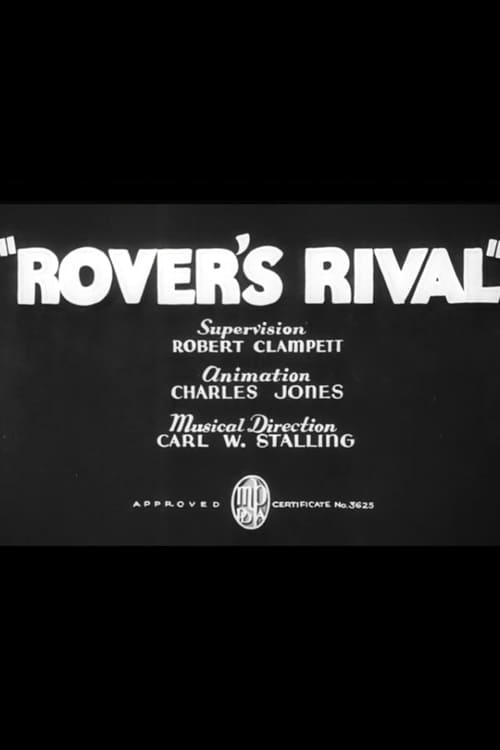 "ROVER'S RIVAL"
Supervision
ROBERT CLAMPETT
Animation
CHARLES JONES
Musical Direction
CARL W. STALLING
APPROVED MPPDA CERTIFICATE No. 3625